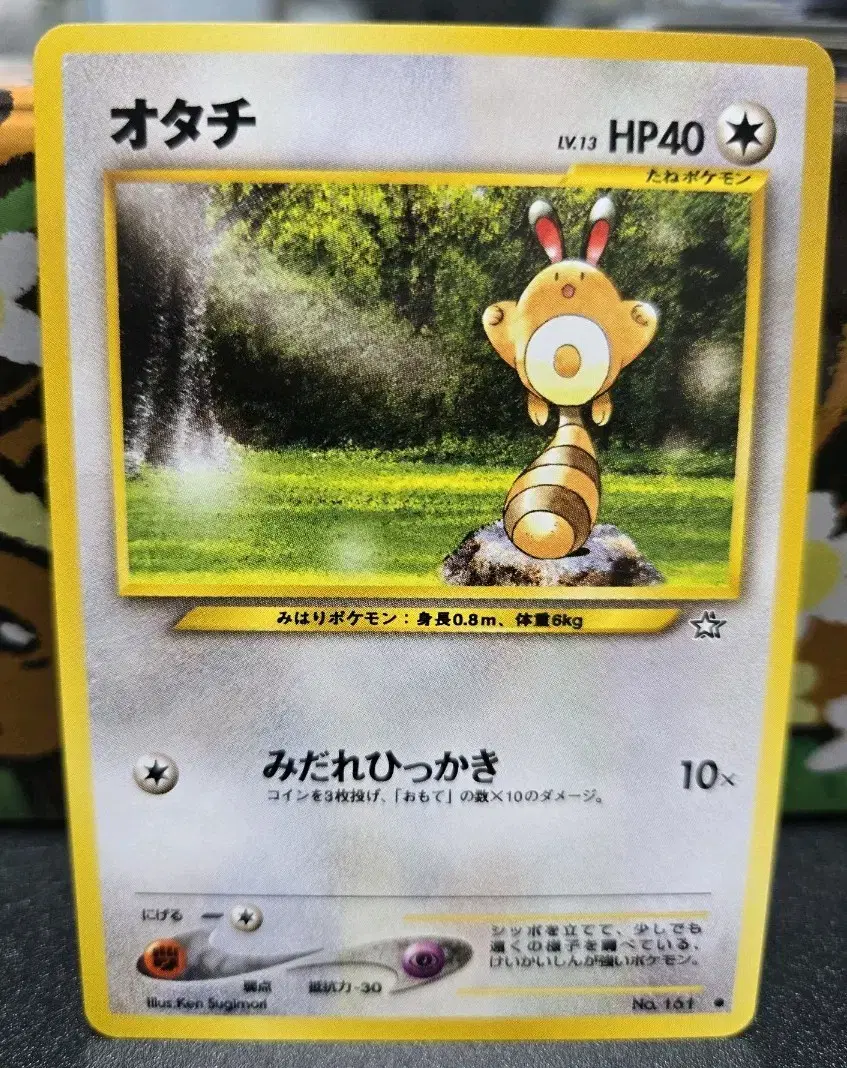 オタチ
LV.13 HP40
たねポケモン
みはりポケモン：身長0.8m、体重6kg
みだれひっかき
10×
コインを3枚投げ、「おもて」の数×10のダメージ。
にげる
シッポを立てて、少しでも
遠くの様子を調べている、
けいかいしんが強いポケモン。
弱点
抵抗力 -30
Illus. Ken Sugimori
No. 161